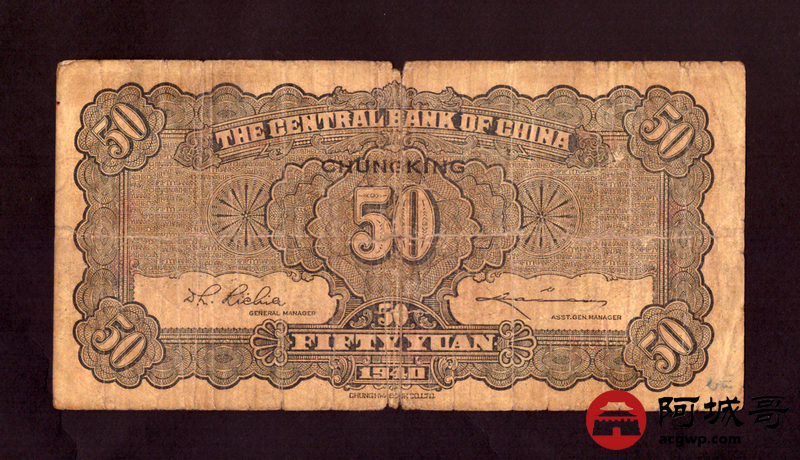 50
50
THE CENTRAL BANK OF CHINA
CHUNGKING
50
GENERAL MANAGER
ASST.GEN.MANAGER
50
50
50
FIFTY YUAN
1940
阿城哥
acgwp.com